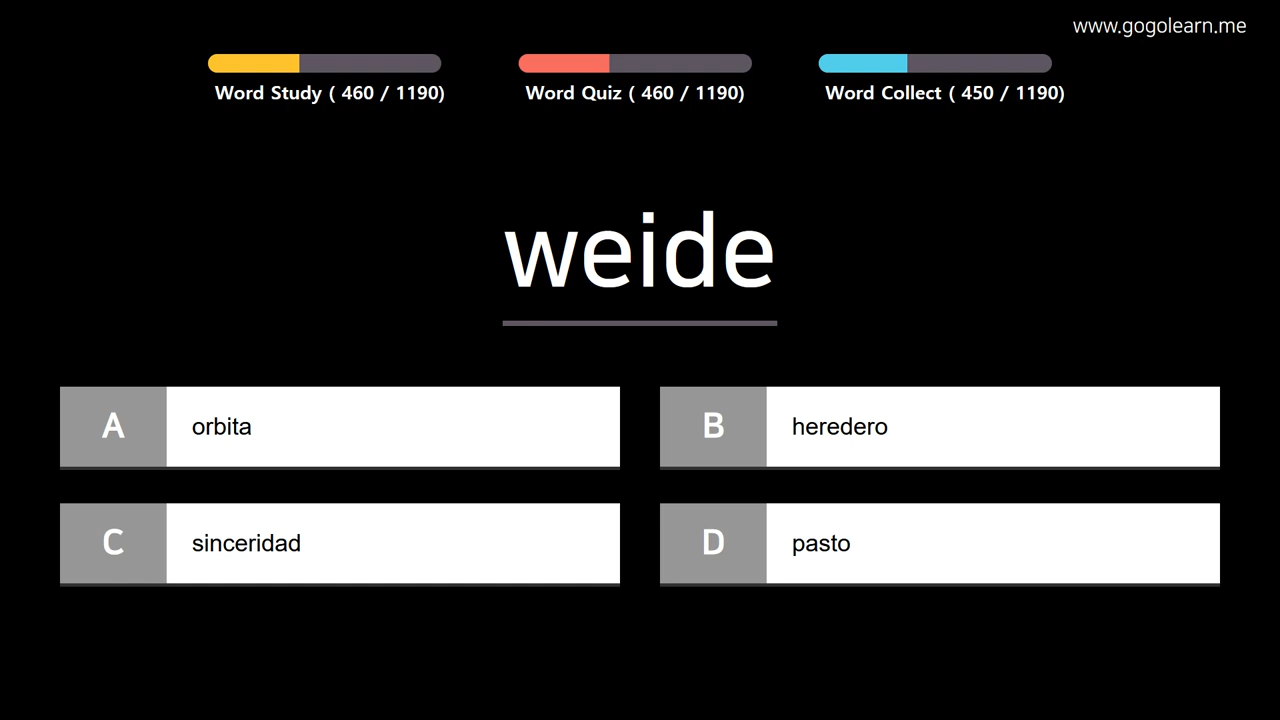 www.gogolearn.me
Word Study ( 460 / 1190)
Word Quiz ( 460 / 1190)
Word Collect ( 450 / 1190)
weide
A orbita
B heredero
C sinceridad
D pasto